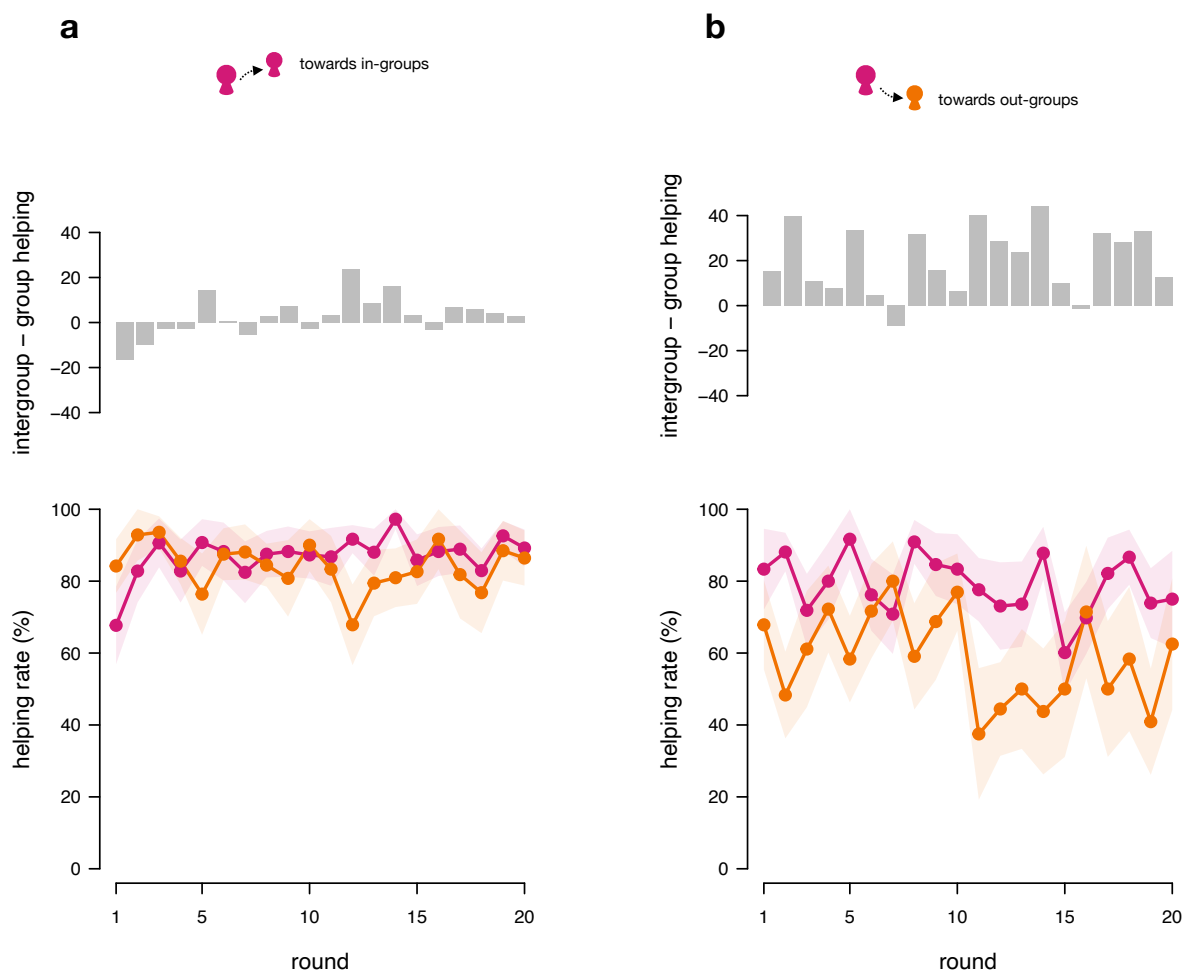 a
towards in-groups
intergroup – group helping
40
20
0
−20
−40
helping rate (%)
100
80
60
40
20
0
1 5 10 15 20
round
b
towards out-groups
intergroup – group helping
40
20
0
−20
−40
helping rate (%)
100
80
60
40
20
0
1 5 10 15 20
round